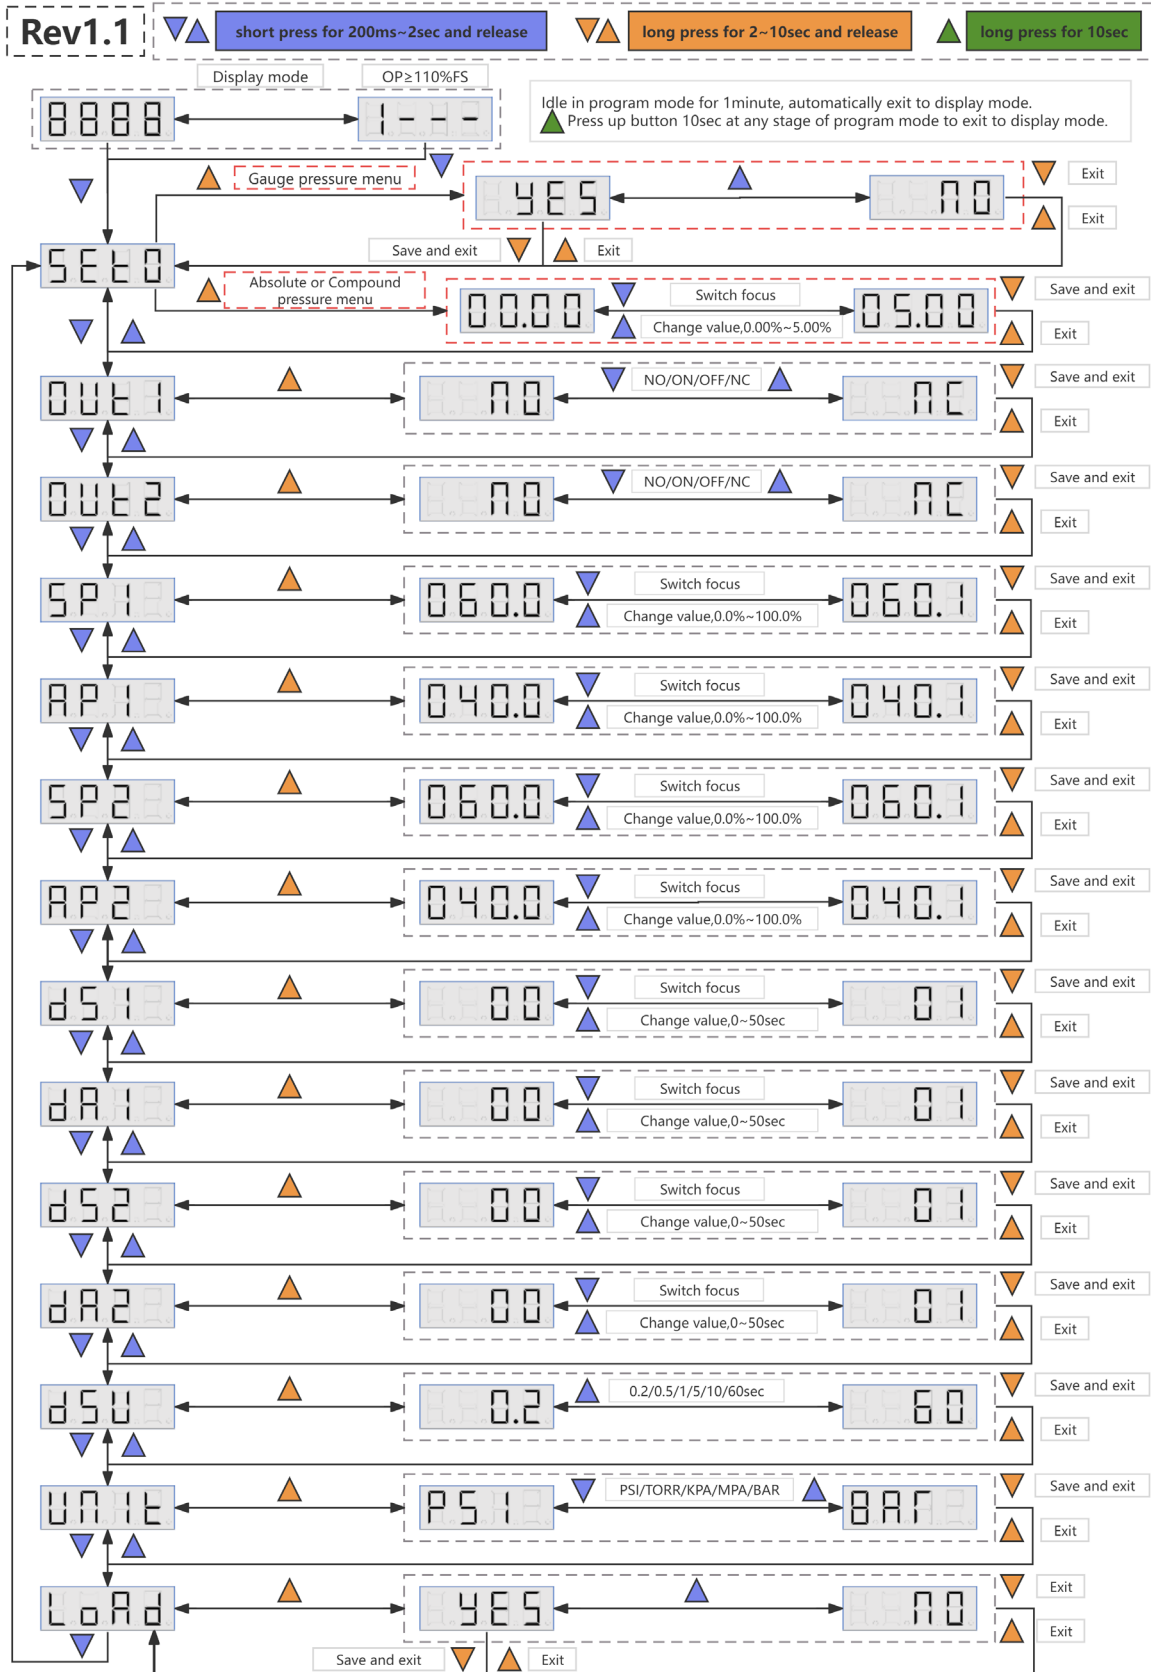 Rev1.1
short press for 200ms~2sec and release
long press for 2~10sec and release
long press for 10sec
Display mode
OP≥110%FS
8888
1---
Idle in program mode for 1minute, automatically exit to display mode.
Press up button 10sec at any stage of program mode to exit to display mode.
Gauge pressure menu
YES
NO
Exit
Exit
Save and exit
Exit
SEt0
Absolute or Compound
pressure menu
00.00
Switch focus
Change value,0.00%~5.00%
05.00
Save and exit
Exit
OUt1
NO
NO/ON/OFF/NC
NC
Save and exit
Exit
OUt2
NO
NO/ON/OFF/NC
NC
Save and exit
Exit
SP1
060.0
Switch focus
Change value,0.0%~100.0%
060.1
Save and exit
Exit
AP1
040.0
Switch focus
Change value,0.0%~100.0%
040.1
Save and exit
Exit
SP2
060.0
Switch focus
Change value,0.0%~100.0%
060.1
Save and exit
Exit
AP2
040.0
Switch focus
Change value,0.0%~100.0%
040.1
Save and exit
Exit
dS1
00
Switch focus
Change value,0~50sec
01
Save and exit
Exit
dA1
00
Switch focus
Change value,0~50sec
01
Save and exit
Exit
dS2
00
Switch focus
Change value,0~50sec
01
Save and exit
Exit
dA2
00
Switch focus
Change value,0~50sec
01
Save and exit
Exit
dSU
0.2
0.2/0.5/1/5/10/60sec
60
Save and exit
Exit
UNIt
PSI
PSI/TORR/KPA/MPA/BAR
BAR
Save and exit
Exit
LoAd
YES
NO
Exit
Exit
Save and exit
Exit